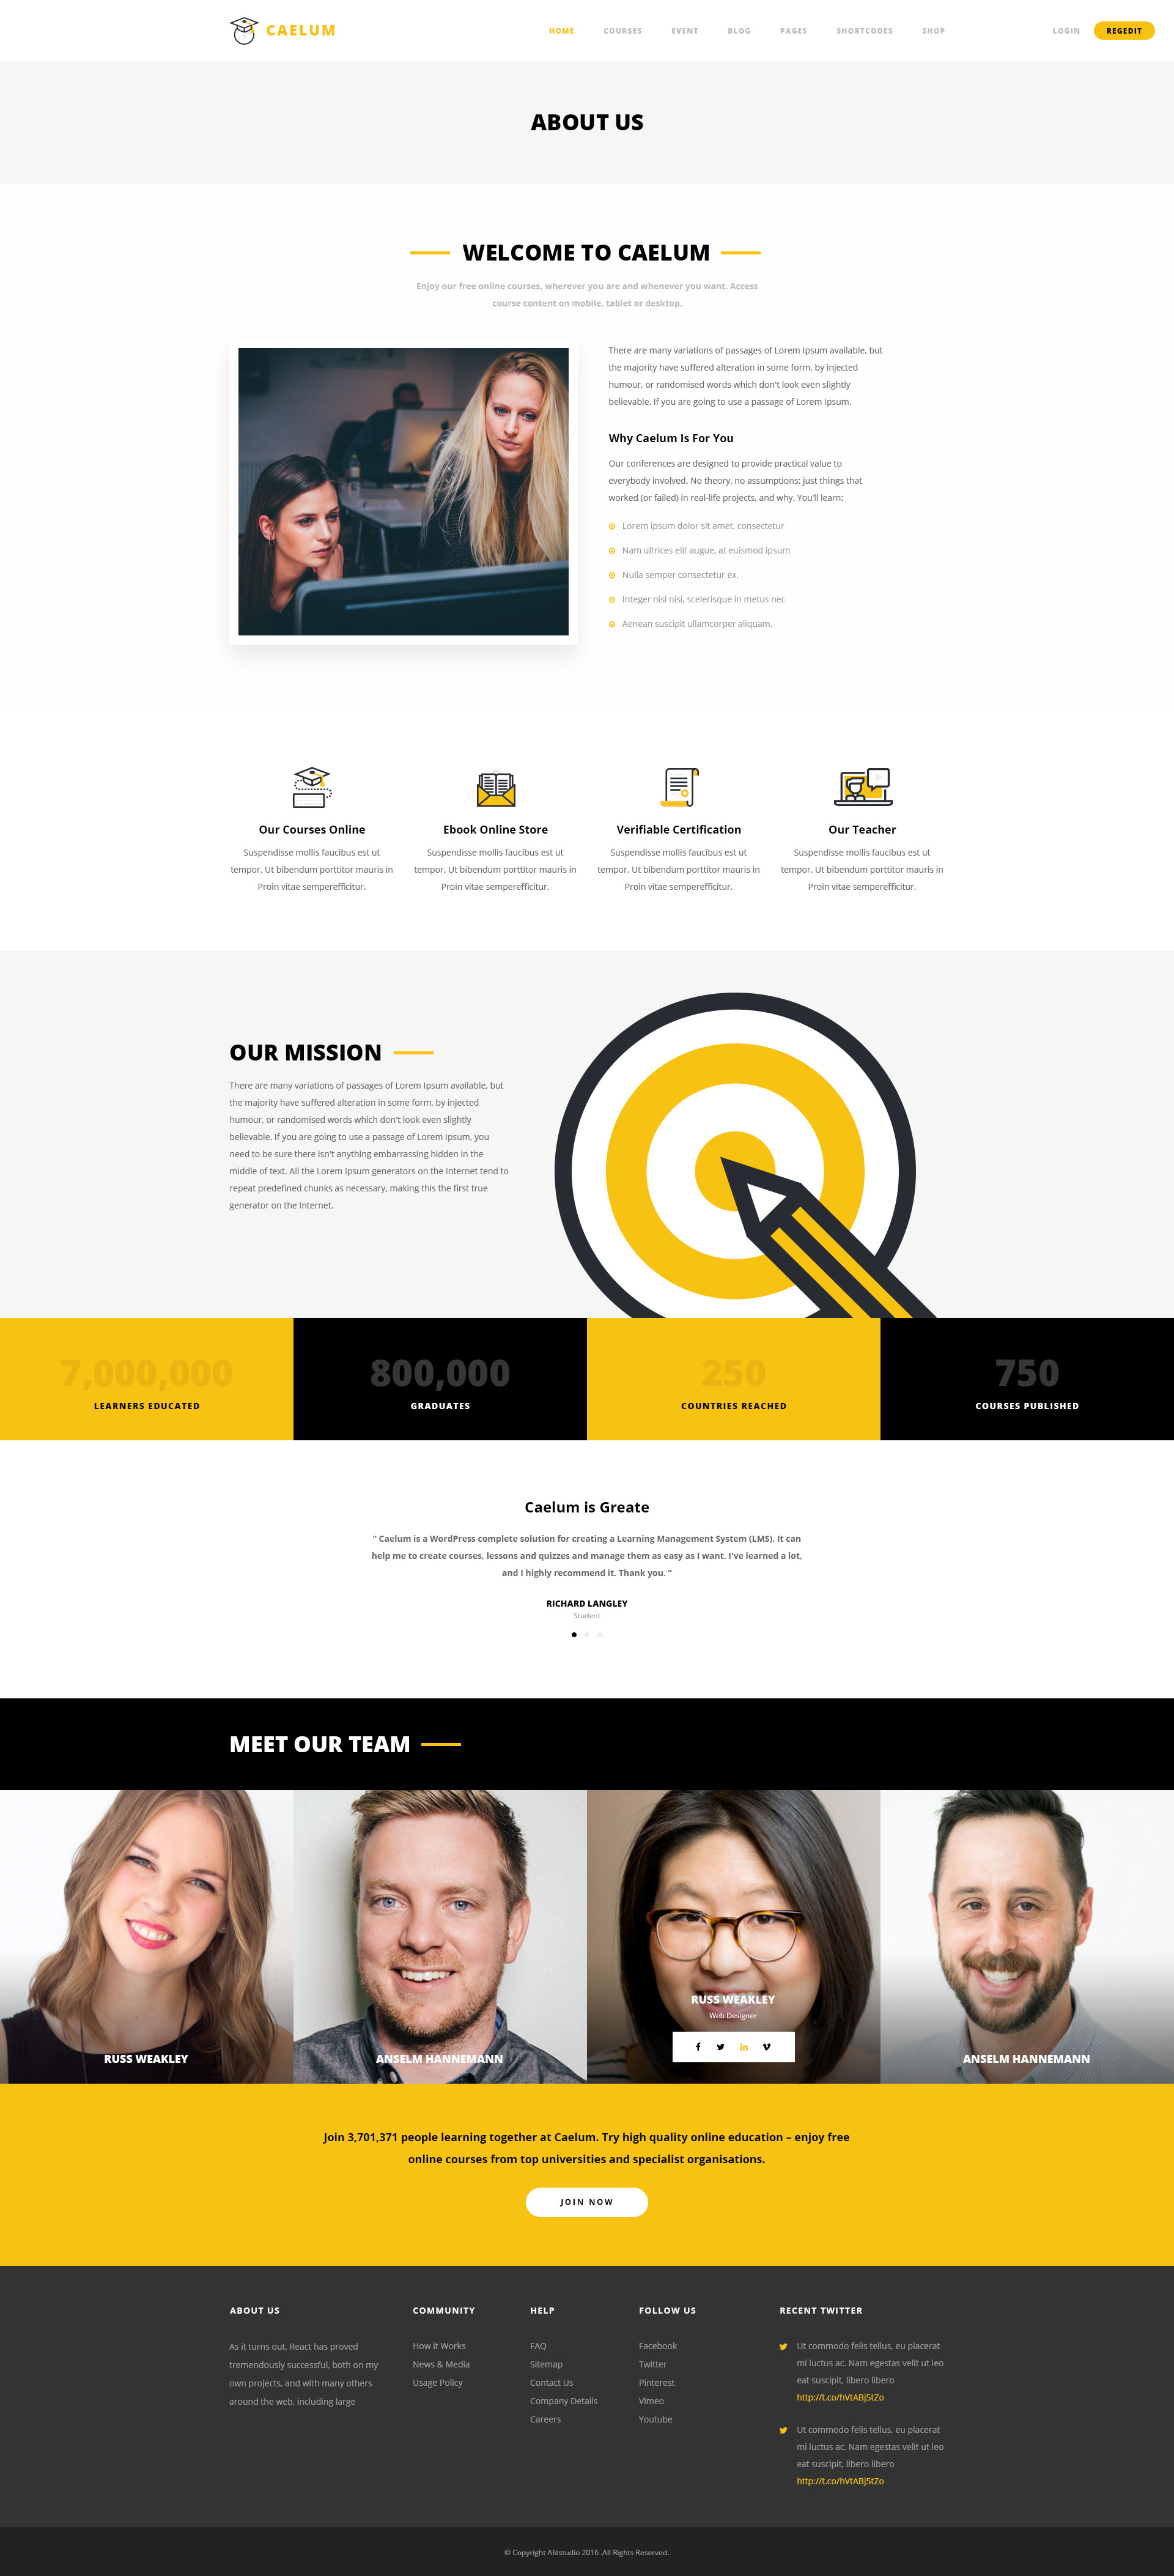 CAELUM
HOME COURSES EVENT BLOG PAGES SHORTCODES SHOP
LOGIN REGEDIT
ABOUT US
WELCOME TO CAELUM
Enjoy our free online courses, wherever you are and whenever you want. Access
course content on mobile, tablet or desktop.
There are many variations of passages of Lorem Ipsum available, but
the majority have suffered alteration in some form, by injected
humour, or randomised words which don't look even slightly
believable. If you are going to use a passage of Lorem Ipsum.
Why Caelum Is For You
Our conferences are designed to provide practical value to
everybody involved. No theory, no assumptions: just things that
worked (or failed) in real-life projects, and why. You'll learn:
Lorem ipsum dolor sit amet, consectetur
Nam ultrices elit augue, at euismod ipsum
Nulla semper consectetur ex,
Integer nisl nisi, scelerisque in metus nec
Aenean suscipit ullamcorper aliquam.
Our Courses Online
Suspendisse mollis faucibus est ut
tempor. Ut bibendum porttitor mauris in
Proin vitae semperefficitur.
Ebook Online Store
Suspendisse mollis faucibus est ut
tempor. Ut bibendum porttitor mauris in
Proin vitae semperefficitur.
Verifiable Certification
Suspendisse mollis faucibus est ut
tempor. Ut bibendum porttitor mauris in
Proin vitae semperefficitur.
Our Teacher
Suspendisse mollis faucibus est ut
tempor. Ut bibendum porttitor mauris in
Proin vitae semperefficitur.
OUR MISSION
There are many variations of passages of Lorem Ipsum available, but
the majority have suffered alteration in some form, by injected
humour, or randomised words which don't look even slightly
believable. If you are going to use a passage of Lorem Ipsum, you
need to be sure there isn't anything embarrassing hidden in the
middle of text. All the Lorem Ipsum generators on the Internet tend to
repeat predefined chunks as necessary, making this the first true
generator on the Internet.
7,000,000
LEARNERS EDUCATED
800,000
GRADUATES
250
COUNTRIES REACHED
750
COURSES PUBLISHED
Caelum is Greate
“ Caelum is a WordPress complete solution for creating a Learning Management System (LMS). It can
help me to create courses, lessons and quizzes and manage them as easy as I want. I've learned a lot,
and I highly recommend it. Thank you. ”
RICHARD LANGLEY
Student
MEET OUR TEAM
RUSS WEAKLEY
ANSELM HANNEMANN
RUSS WEAKLEY
Web Designer
ANSELM HANNEMANN
Join 3,701,371 people learning together at Caelum. Try high quality online education – enjoy free
online courses from top universities and specialist organisations.
JOIN NOW
ABOUT US
As it turns out, React has proved
tremendously successful, both on my
own projects, and with many others
around the web, including large
COMMUNITY
How it Works
News & Media
Usage Policy
HELP
FAQ
Sitemap
Contact Us
Company Details
Careers
FOLLOW US
Facebook
Twitter
Pinterest
Vimeo
Youtube
RECENT TWITTER
Ut commodo felis tellus, eu placerat
mi luctus ac. Nam egestas velit ut leo
eat suscipit, libero libero
http://t.co/hVtABj5tZo
Ut commodo felis tellus, eu placerat
mi luctus ac. Nam egestas velit ut leo
eat suscipit, libero libero
http://t.co/hVtABj5tZo
© Copyright Alitstudio 2016 .All Rights Reserved.